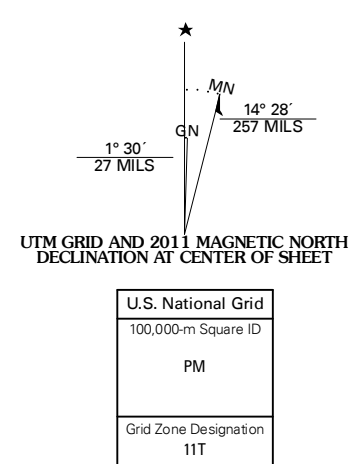 MN
GN
14° 28´
257 MILS
1° 30´
27 MILS
UTM GRID AND 2011 MAGNETIC NORTH
DECLINATION AT CENTER OF SHEET
U.S. National Grid
100,000-m Square ID
PM
Grid Zone Designation
11T